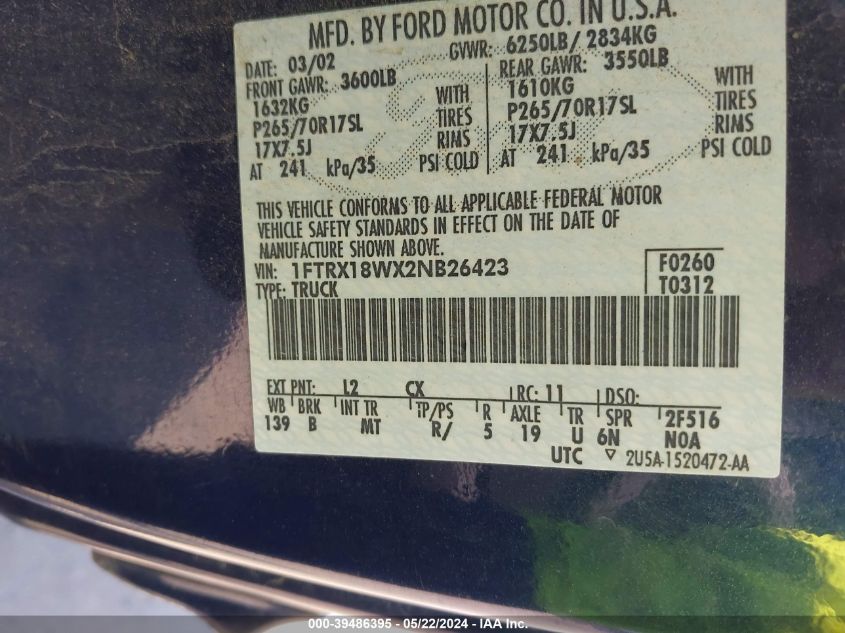 MFD. BY FORD MOTOR CO. IN U.S.A.
DATE: 03/02 GVWR: 6250LB/ 2834KG
FRONT GAWR: 3600LB REAR GAWR: 3550LB
1632KG WITH 1610KG WITH
P265/70R17SL TIRES P265/70R17SL TIRES
17X7.5J RIMS 17X7.5J RIMS
AT 241 kPa/35 PSI COLD AT 241 kPa/35 PSI COLD
THIS VEHICLE CONFORMS TO ALL APPLICABLE FEDERAL MOTOR
VEHICLE SAFETY STANDARDS IN EFFECT ON THE DATE OF
MANUFACTURE SHOWN ABOVE.
VIN: 1FTRX18WX2NB26423 F0260
TYPE: TRUCK T0312
EXT PNT: L2 CX RC: 11 DSO:
WB BRK INT TR TP/PS R AXLE TR SPR 2F516
139 B MT R/ 5 19 U 6N NOA
UTC ▽ 2U5A-1520472-AA
000-39486395 - 05/22/2024 - IAA Inc.